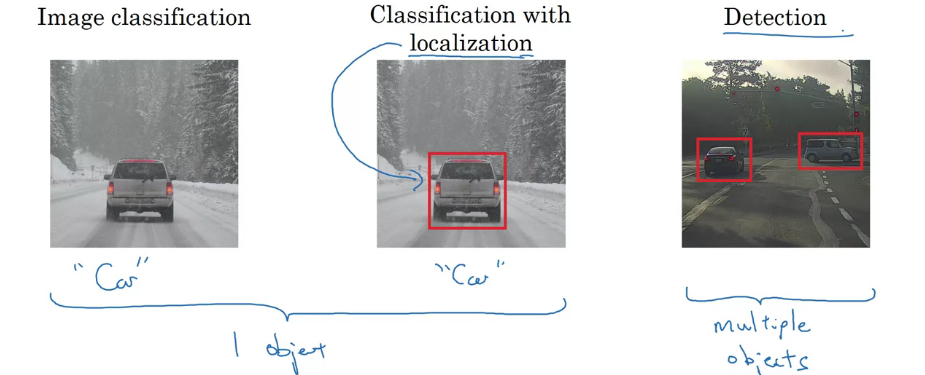 Image classification
Classification with
localization
Detection
"Car"
"Car"
1 object
multiple
objects